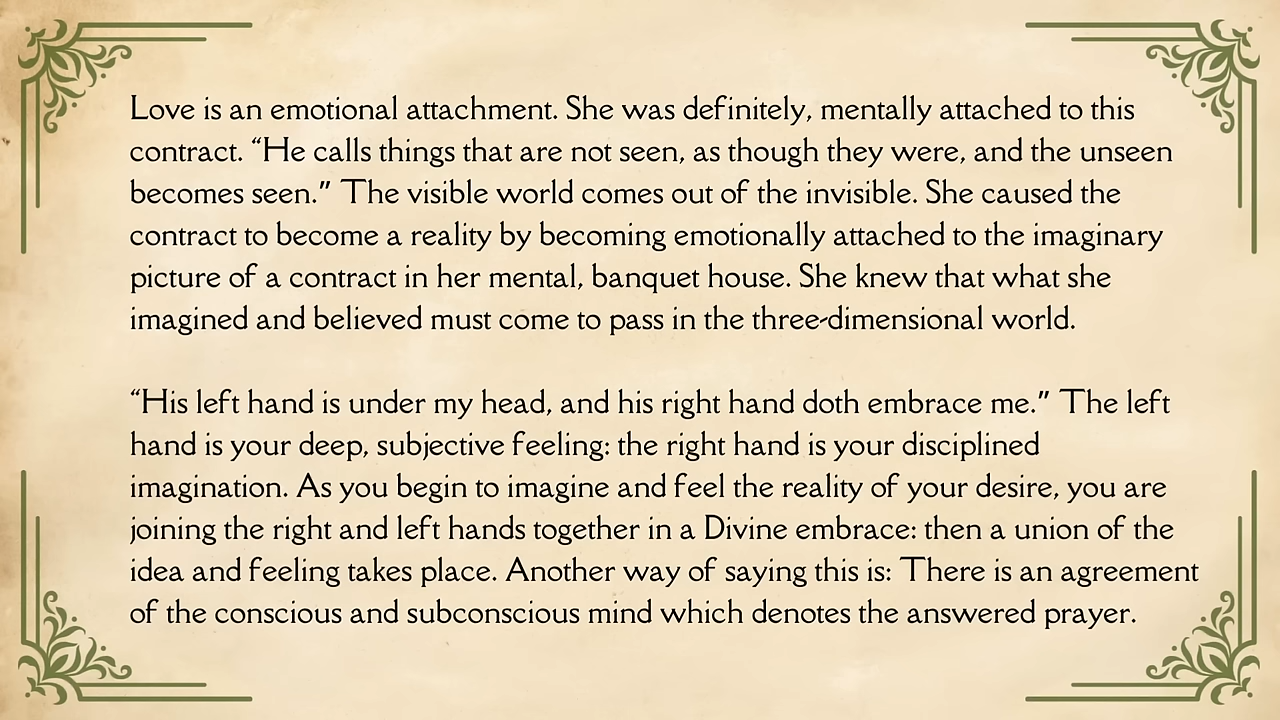 Love is an emotional attachment. She was definitely, mentally attached to this
contract. “He calls things that are not seen, as though they were, and the unseen
becomes seen." The visible world comes out of the invisible. She caused the
contract to become a reality by becoming emotionally attached to the imaginary
picture of a contract in her mental, banquet house. She knew that what she
imagined and believed must come to pass in the three-dimensional world.

“His left hand is under my head, and his right hand doth embrace me." The left
hand is your deep, subjective feeling: the right hand is your disciplined
imagination. As you begin to imagine and feel the reality of your desire, you are
joining the right and left hands together in a Divine embrace: then a union of the
idea and feeling takes place. Another way of saying this is: There is an agreement
of the conscious and subconscious mind which denotes the answered prayer.